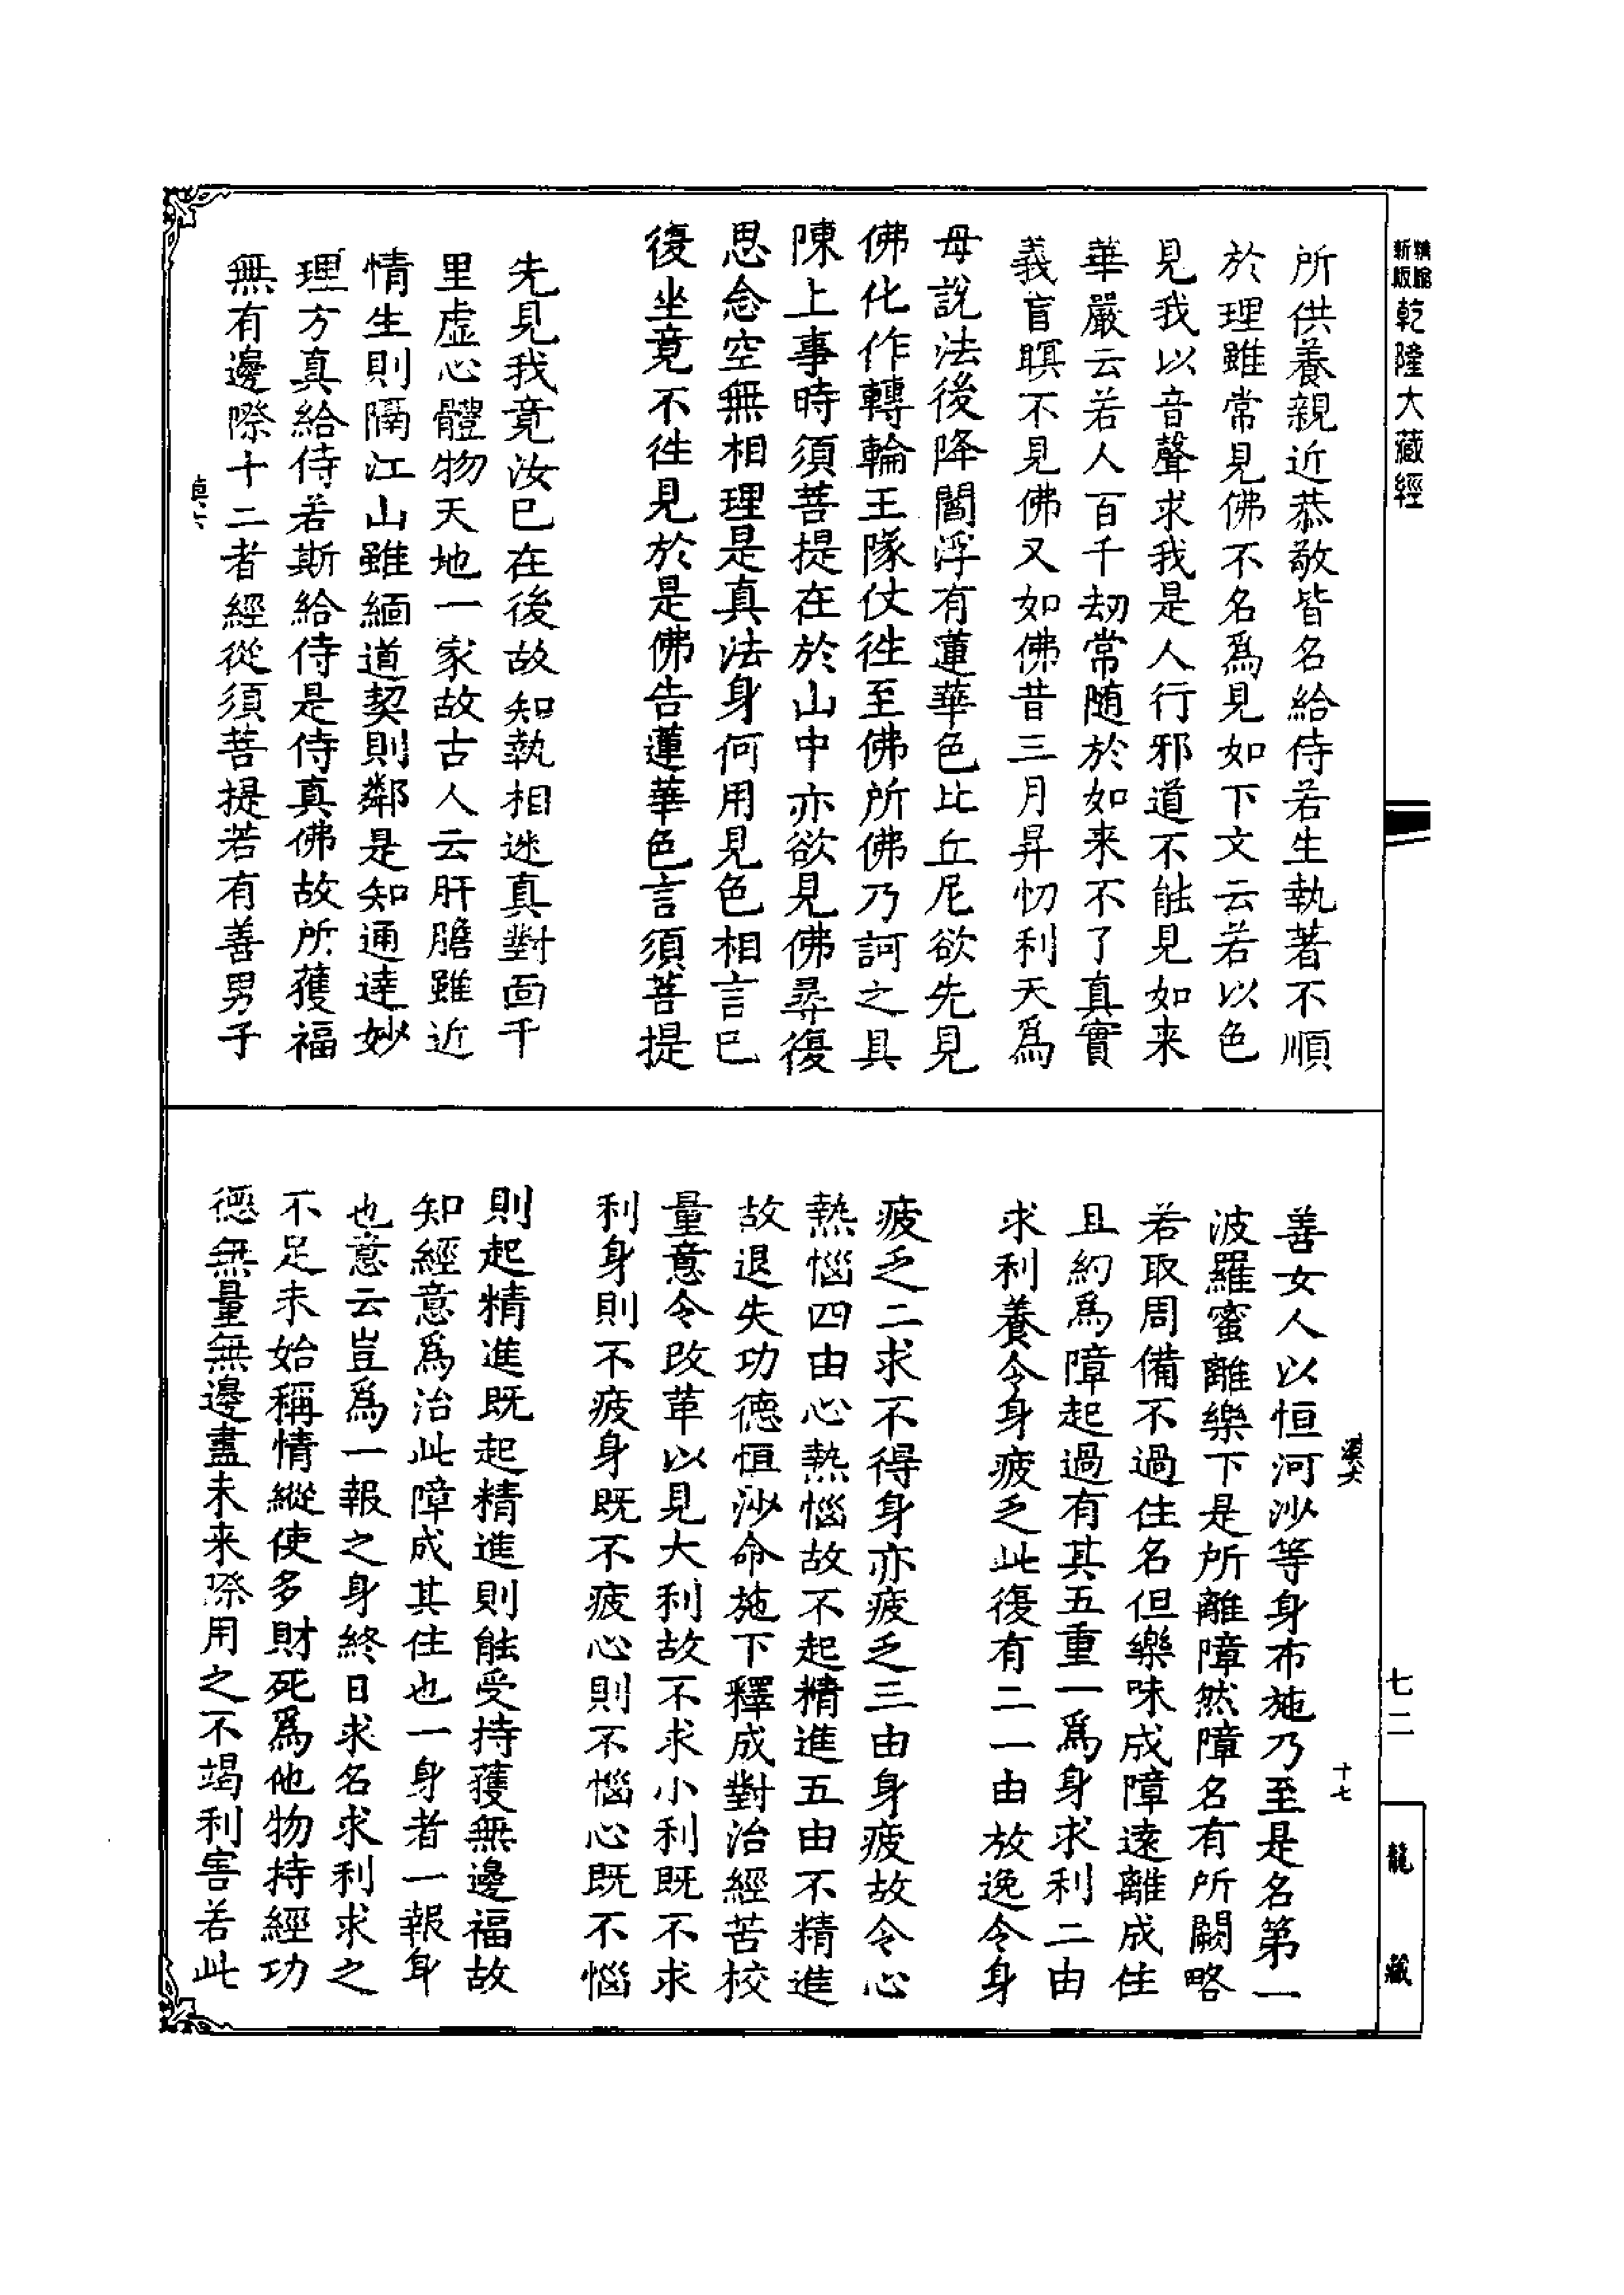 新版
乾隆大藏經
所供養親近恭敬皆名給侍若生執著不順
於理雖常見佛不名爲見如下文云若以色
見我以音聲求我是人行邪道不能見如来
華嚴云若人百千劫常随於如来不了真實
義盲瞑不見佛又如佛昔三月昇忉利天爲
母說法後降閻浮有蓮華色比丘尼欲先見
佛化作轉輪王隊仗徃至佛所佛乃訶之具
陳上事時須菩提在於山中亦欲見佛尋復
思念空無相理是真法身何用見色相言已
復坐竟不徃見於是佛告蓮華色言須菩提
先見我竟汝已在後故知執相迷真對面千
里虚心體物天地一家故古人云肝膽雖近
情生則隔江山雖緬道契則鄰是知通達妙
理方真給侍若斯給侍是侍真佛故所獲福
無有邊際十二者經從須菩提若有善男子
善女人以恒河沙等身布施乃至是名第一
波羅蜜離樂下是所離障然障名有所闕略
若取周備不過住名但樂味成障遠離成住
且約爲障起過有其五重一爲身求利二由
求利養令身疲乏此復有二一由放逸令身
疲乏二求不得身亦疲乏三由身疲故令心
熱惱四由心熱惱故不起精進五由不精進
故退失功德恒沙命施下釋成對治經苦校
量意令改革以見大利故不求小利既不求
利身則不疲身既不疲心則不惱心既不惱
則起精進既起精進則能受持獲無邊福故
知經意爲治此障成其住也一身者一報身
也意云豈爲一報之身終日求名求利求之
不足未始稱情縱使多財死爲他物持經功
德無量無邊盡未来際用之不竭利害若此
七二
十七
龍藏